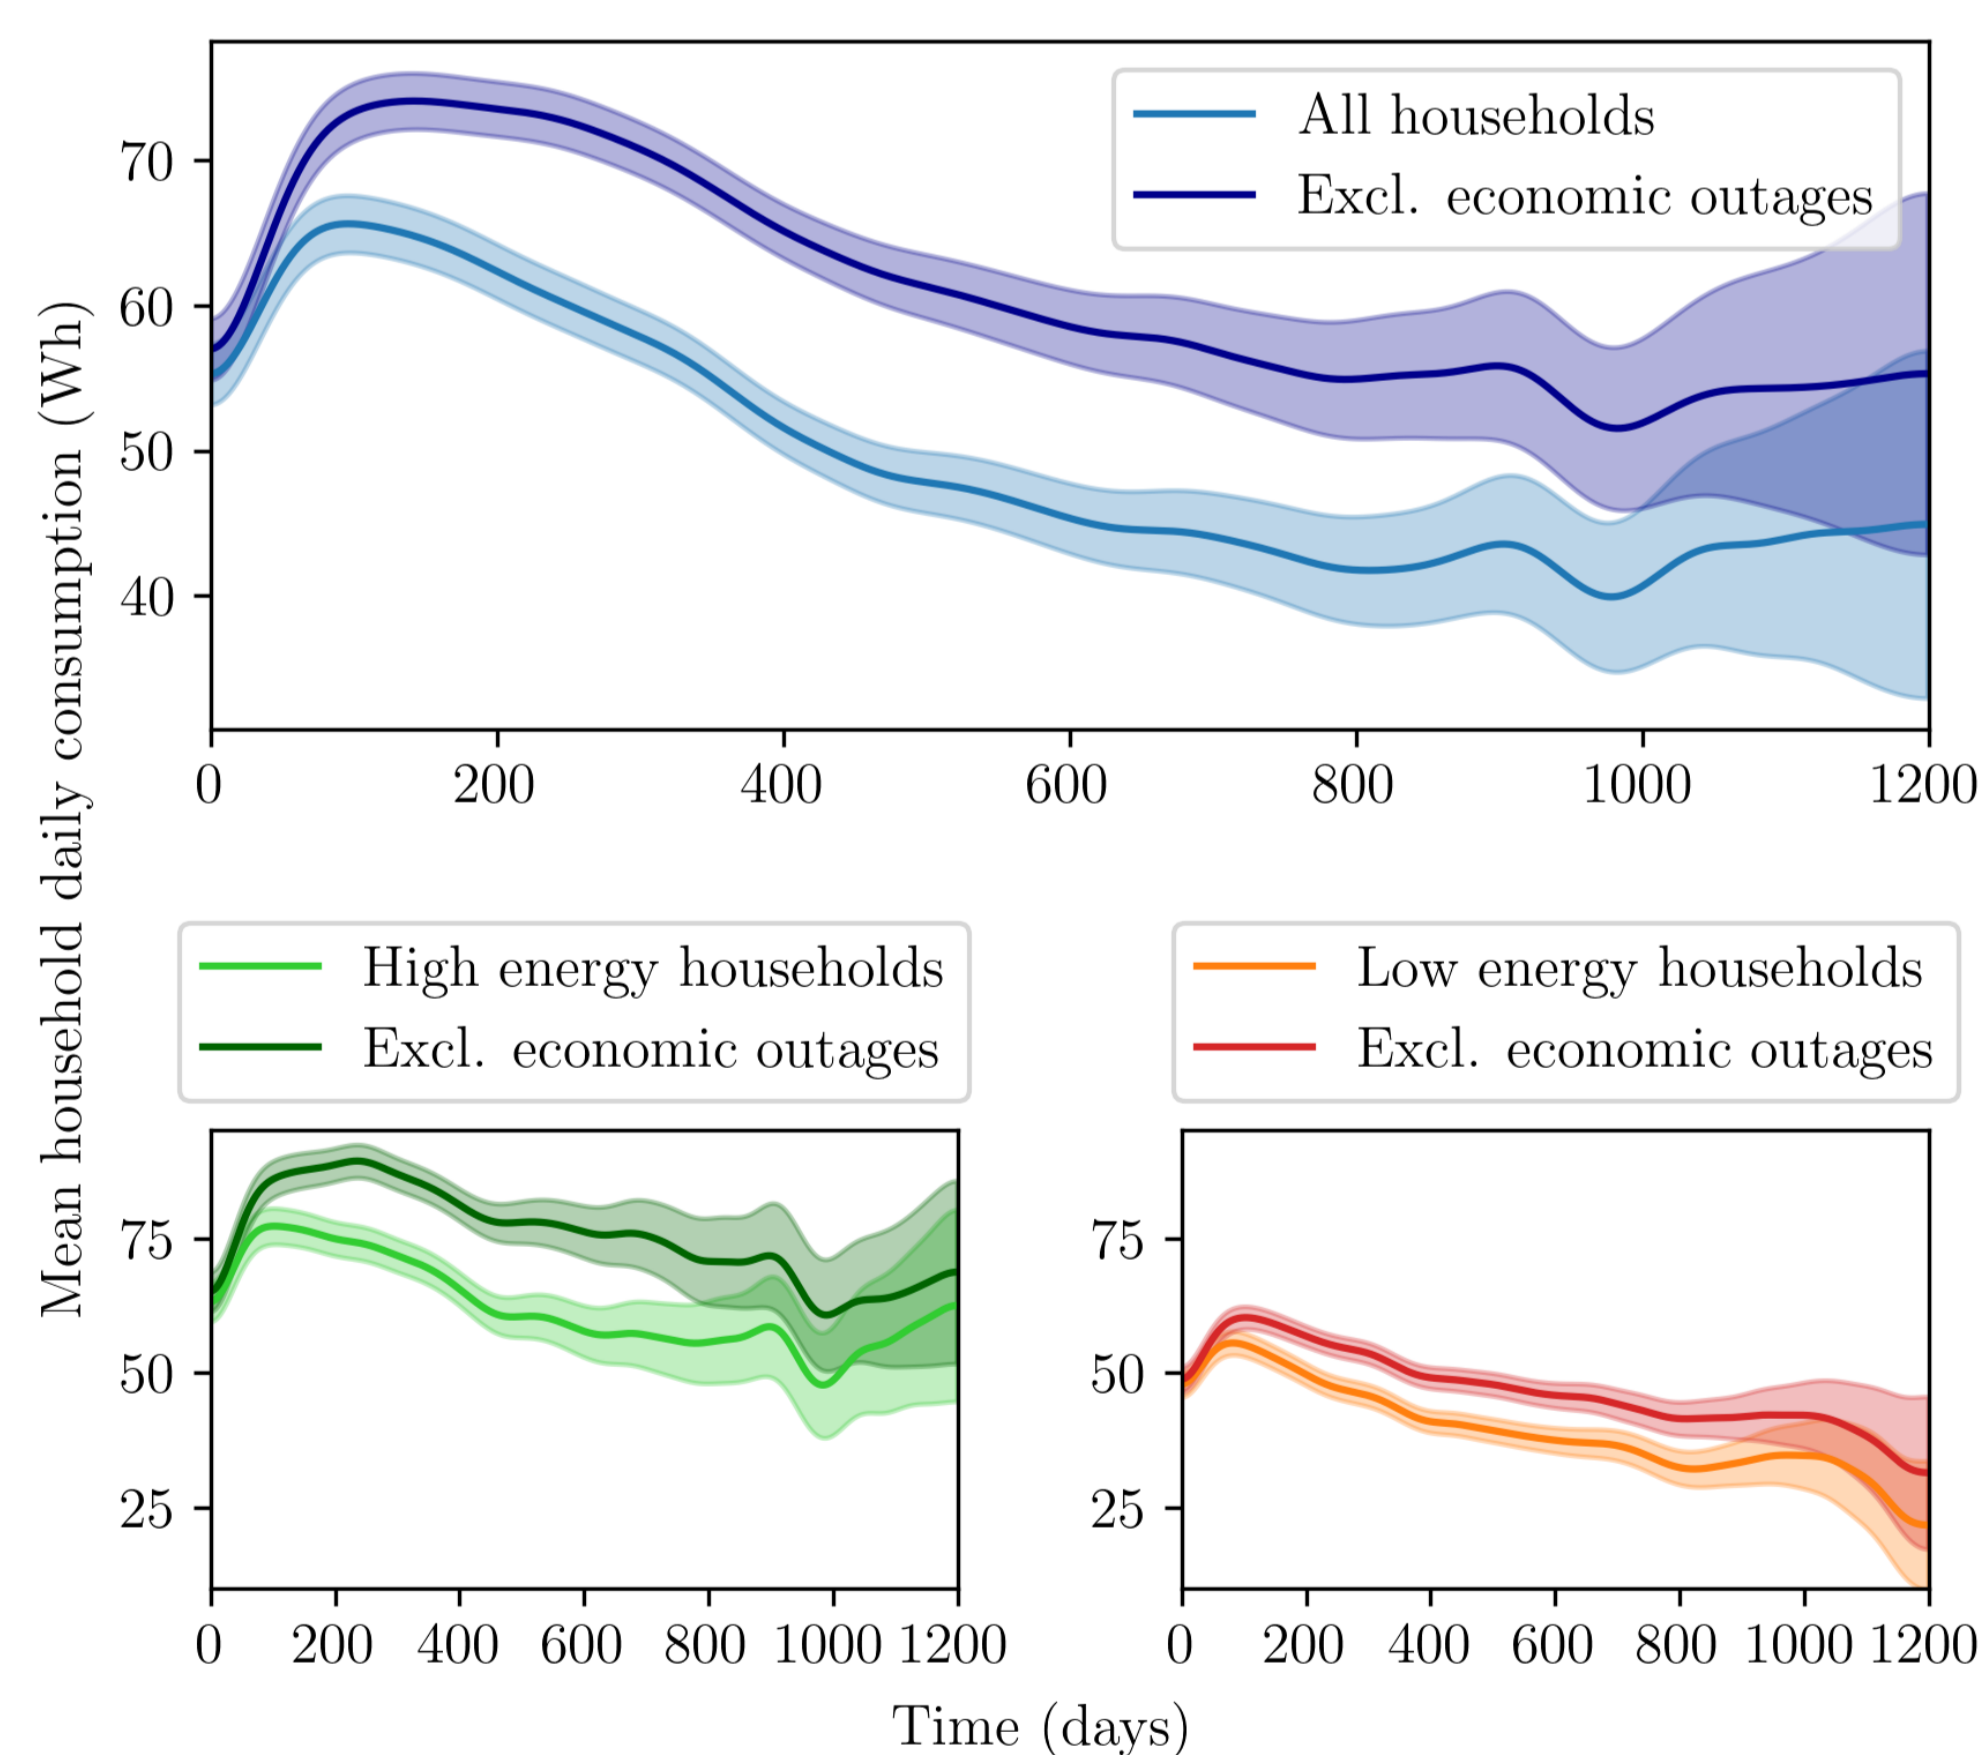 Mean household daily consumption (Wh)
All households
Excl. economic outages
70
60
50
40
0 200 400 600 800 1000 1200
High energy households
Excl. economic outages
75
50
25
0 200 400 600 800 1000 1200
Low energy households
Excl. economic outages
75
50
25
0 200 400 600 800 1000 1200
Time (days)